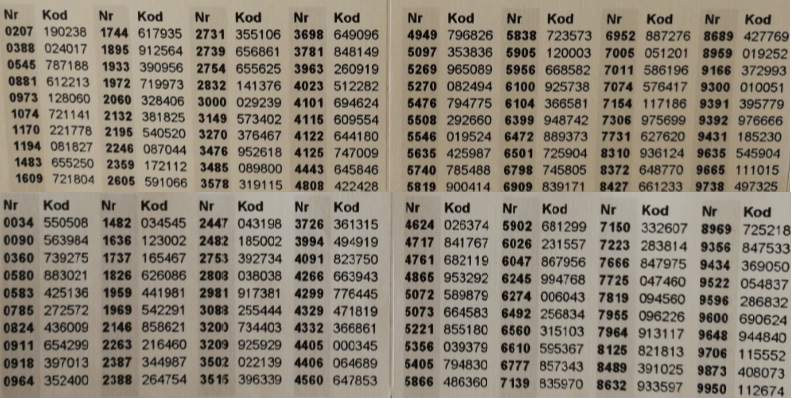 Nr Kod Nr Kod Nr Kod Nr Kod
0207 190238 1744 617935 2731 355106 3698 649096
0388 024017 1895 912564 2739 656861 3781 848149
0545 787188 1933 390956 2754 655625 3963 260919
0881 612213 1972 719973 2832 141376 4023 512282
0973 128060 2060 328406 3000 029239 4101 694624
1074 721141 2132 381825 3149 573402 4115 609554
1170 221778 2195 540520 3270 376467 4122 644180
1194 081827 2246 087044 3476 952618 4125 747009
1483 655250 2359 172112 3485 089800 4443 645846
1609 721804 2605 591066 3578 319115 4808 422428
Nr Kod Nr Kod Nr Kod Nr Kod
4949 796826 5838 723573 6952 887276 8689 427769
5097 353836 5905 120003 7005 051201 8959 019252
5269 965089 5956 668582 7011 586196 9166 372993
5270 082494 6100 925738 7074 576417 9300 010051
5476 794775 6104 366581 7154 117186 9391 395779
5508 292660 6399 948742 7306 975699 9392 976666
5546 019524 6472 889373 7731 627620 9431 185230
5635 425987 6501 725904 8310 936124 9635 545904
5740 785488 6798 745805 8372 648770 9665 111015
5819 900414 6909 839171 8427 661233 9738 497325
Nr Kod Nr Kod Nr Kod Nr Kod
0034 550508 1482 034545 2447 043198 3726 361315
0090 563984 1636 123002 2482 185002 3994 494919
0360 739275 1737 165467 2753 392734 4091 823750
0580 883021 1826 626086 2803 038038 4266 663943
0583 425136 1959 441981 2981 917381 4299 776445
0785 272572 1969 542291 3088 255444 4329 471819
0824 436009 2146 858621 3200 734403 4332 366861
0911 654299 2263 216460 3209 925929 4405 000345
0918 397013 2387 344987 3502 022139 4406 064689
0964 352400 2388 264754 3515 396339 4560 647853
Nr Kod Nr Kod Nr Kod Nr Kod
4624 026374 5902 681299 7150 332607 8969 725218
4717 841767 6026 231557 7223 283814 9356 847533
4761 682119 6047 867956 7666 847975 9434 369050
4865 953292 6245 994768 7725 047460 9522 054837
5072 589879 6274 006043 7819 094560 9596 286832
5073 664583 6492 256834 7955 096226 9600 690624
5221 855180 6560 315103 7964 913117 9648 944840
5356 039379 6610 595367 8125 821813 9706 115552
5405 794830 6777 857343 8489 391025 9873 408073
5866 486360 7139 835970 8632 933597 9950 112674